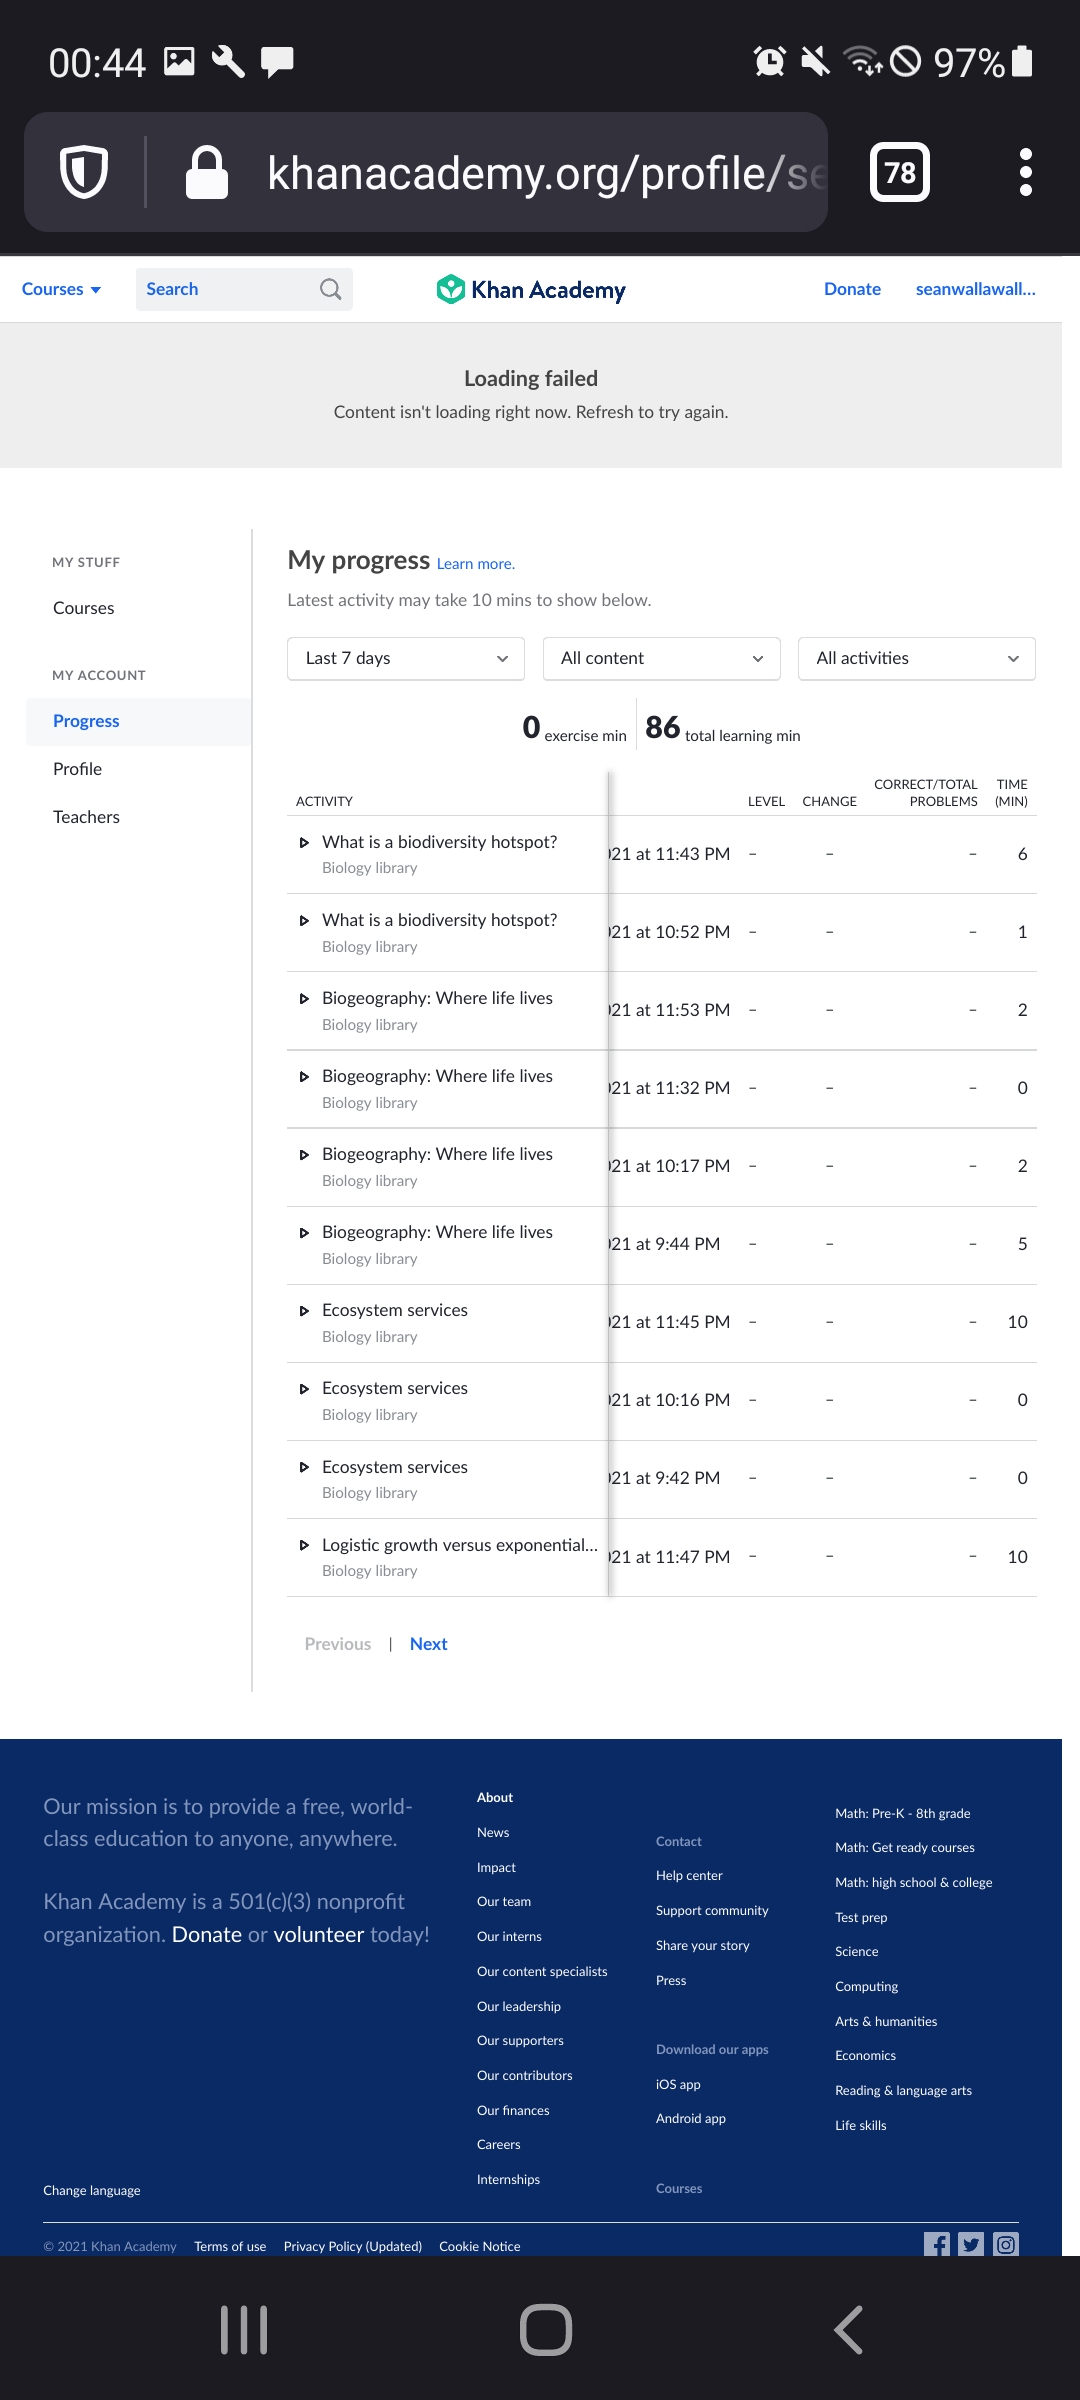 00:44
97%
khanacademy.org/profile/se
78
Courses
Search
Khan Academy
Donate
seanwallawall...
Loading failed
Content isn't loading right now. Refresh to try again.
MY STUFF
Courses
MY ACCOUNT
Progress
Profile
Teachers
My progress Learn more.
Latest activity may take 10 mins to show below.
Last 7 days
All content
All activities
0 exercise min
86 total learning min
ACTIVITY LEVEL CHANGE CORRECT/TOTAL PROBLEMS TIME (MIN)
What is a biodiversity hotspot? 21 at 11:43 PM – – – 6
Biology library
What is a biodiversity hotspot? 21 at 10:52 PM – – – 1
Biology library
Biogeography: Where life lives 21 at 11:53 PM – – – 2
Biology library
Biogeography: Where life lives 21 at 11:32 PM – – – 0
Biology library
Biogeography: Where life lives 21 at 10:17 PM – – – 2
Biology library
Biogeography: Where life lives 21 at 9:44 PM – – – 5
Biology library
Ecosystem services 21 at 11:45 PM – – – 10
Biology library
Ecosystem services 21 at 10:16 PM – – – 0
Biology library
Ecosystem services 21 at 9:42 PM – – – 0
Biology library
Logistic growth versus exponential... 21 at 11:47 PM – – – 10
Biology library
Previous | Next
Our mission is to provide a free, world-
class education to anyone, anywhere.
Khan Academy is a 501(c)(3) nonprofit
organization. Donate or volunteer today!
Change language
About
News
Impact
Our team
Our interns
Our content specialists
Our leadership
Our supporters
Our contributors
Our finances
Careers
Internships
Contact
Help center
Support community
Share your story
Press
Download our apps
iOS app
Android app
Courses
Math: Pre-K - 8th grade
Math: Get ready courses
Math: high school & college
Test prep
Science
Computing
Arts & humanities
Economics
Reading & language arts
Life skills
© 2021 Khan Academy Terms of use Privacy Policy (Updated) Cookie Notice